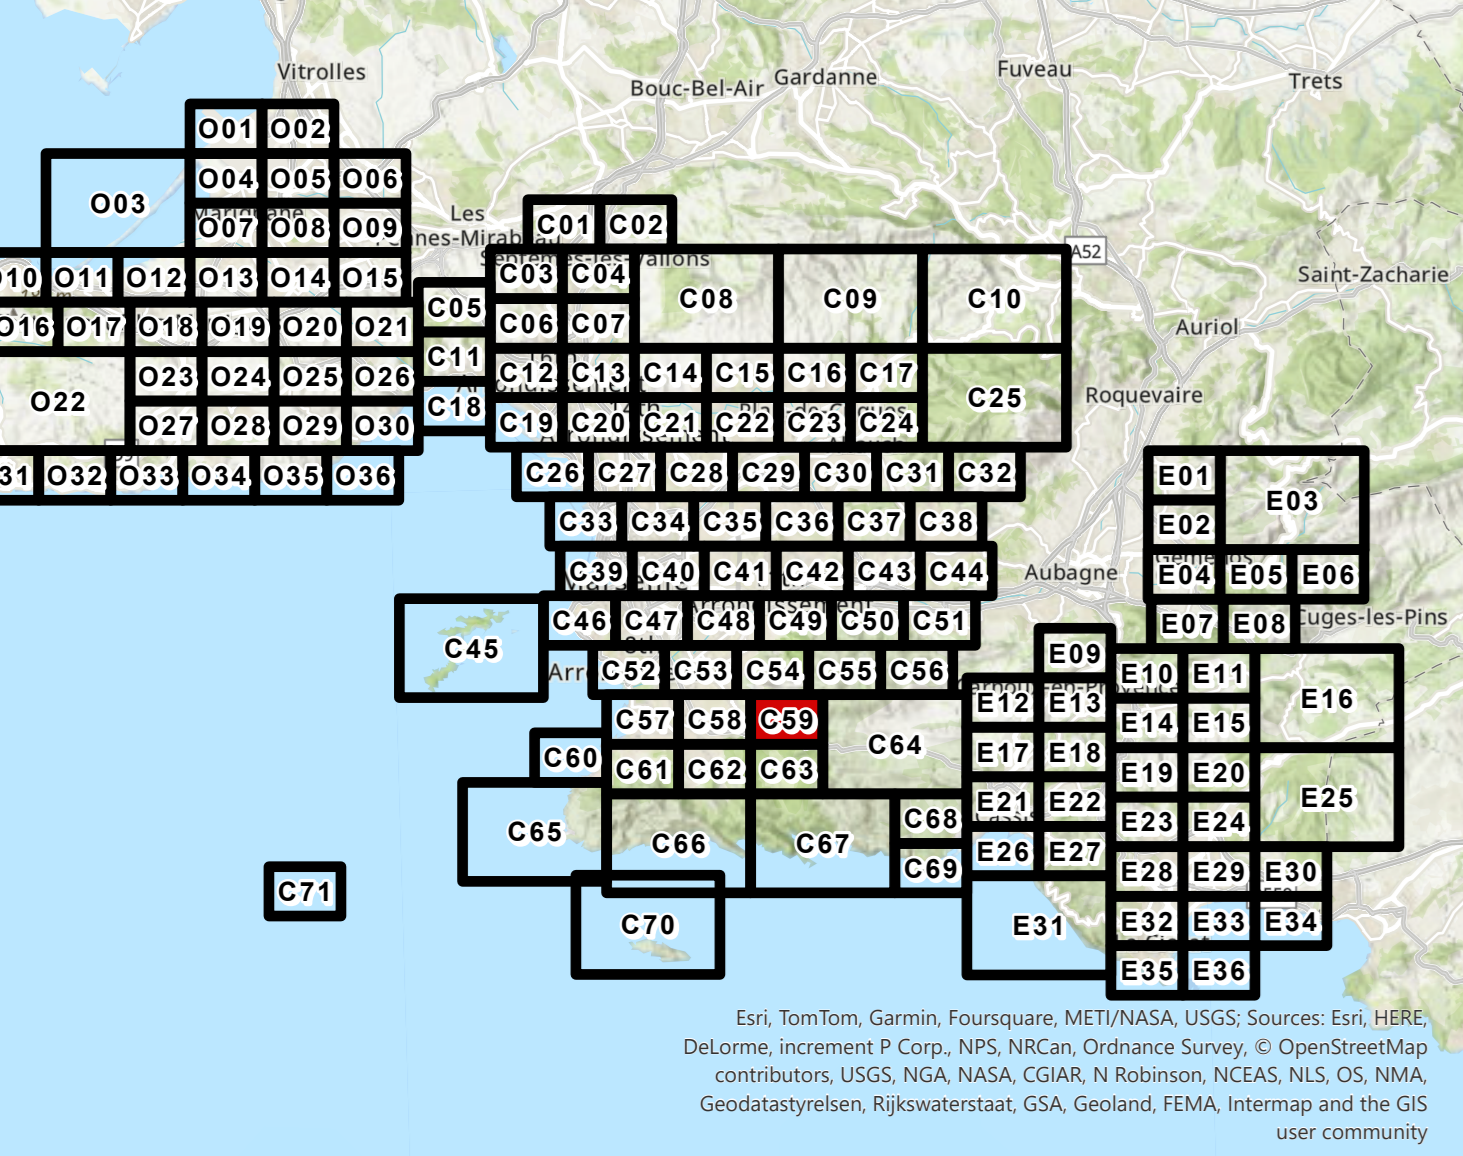 Vitrolles
Bouc-Bel-Air
Gardanne
Fuveau
Trets
O01 O02
O04 O05 O06
O03
Les
O07 O08 O09
C01 C02
A52
Saint-Zacharie
O11 O12 O13 O14 O15
C03 C04
C08 C09 C10
C05
O16 O17 O18 O19 O20 O21
C06 C07
Auriol
C11
C12 C13 C14 C15 C16 C17
O23 O24 O25 O26
O22
C18
C25
Roquevaire
O27 O28 O29 O30
C19 C20 C21 C22 C23 C24
31 O32 O33 O34 O35 O36
C26 C27 C28 C29 C30 C31 C32
E01
E03
C33 C34 C35 C36 C37 C38
E02
C39 C40 C41 C42 C43 C44
Aubagne
E04 E05 E06
C46 C47 C48 C49 C50 C51
E07 E08
Cuges-les-Pins
C45
E09
C52 C53 C54 C55 C56
E10 E11
E16
E12 E13
C57 C58 C59
E14 E15
C64
C60
E17 E18
C61 C62 C63
E19 E20
E25
E21 E22
C65
C66 C67
C68
E23 E24
E26 E27
C69
E28 E29 E30
C71
C70
E31
E32 E33 E34
E35 E36
Esri, TomTom, Garmin, Foursquare, METI/NASA, USGS; Sources: Esri, HERE,
DeLorme, increment P Corp., NPS, NRCan, Ordnance Survey, © OpenStreetMap
contributors, USGS, NGA, NASA, CGIAR, N Robinson, NCEAS, NLS, OS, NMA,
Geodatastyrelsen, Rijkswaterstaat, GSA, Geoland, FEMA, Intermap and the GIS
user community